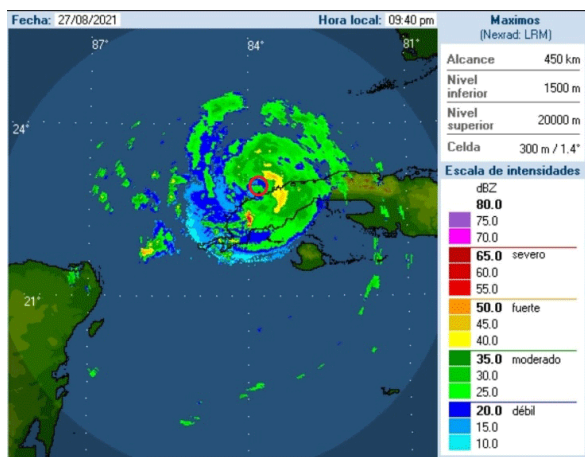 Fecha: 27/08/2021 Hora local: 09:40 pm
87° 84° 81°
24°
21°
Maximos
(Nexrad: LRM)
Alcance 450 km
Nivel inferior 1500 m
Nivel superior 20000 m
Celda 300 m / 1.4°
Escala de intensidades
dBZ
80.0
75.0
70.0
65.0 severo
60.0
55.0
50.0 fuerte
45.0
40.0
35.0 moderado
30.0
25.0
20.0 débil
15.0
10.0